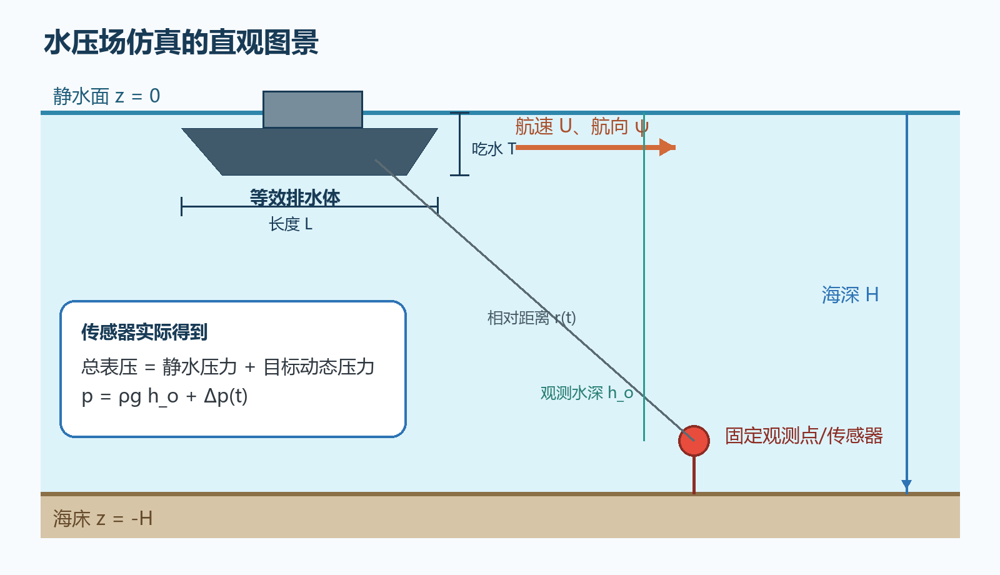 水压场仿真的直观图景
静水面 z = 0
航速 U、航向 ψ
吃水 T
等效排水体
长度 L
海深 H
相对距离 r(t)
传感器实际得到
总表压 = 静水压力 + 目标动态压力
p = ρg h_o + Δp(t)
观测水深 h_o
固定观测点/传感器
海床 z = -H